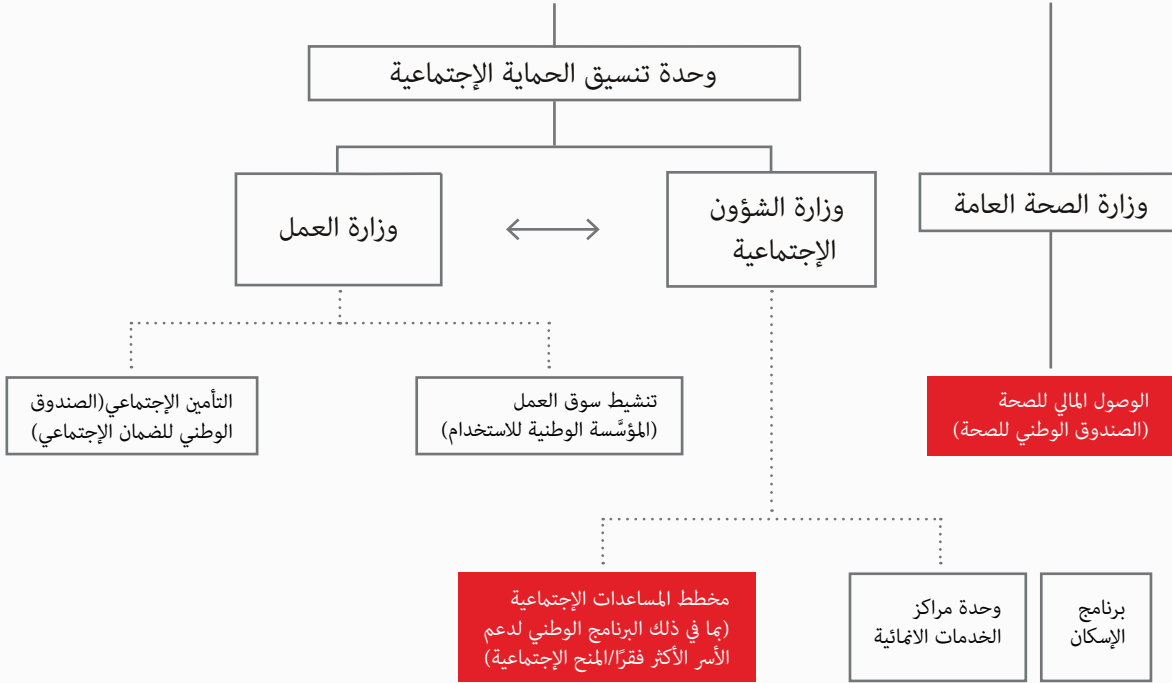 وحدة تنسيق الحماية الإجتماعية
وزارة الصحة العامة
وزارة الشؤون
الإجتماعية
وزارة العمل
الوصول المالي للصحة
(الصندوق الوطني للصحة)
تنشيط سوق العمل
(المؤسَّسة الوطنية للاستخدام)
التأمين الإجتماعي(الصندوق
الوطني للضمان الإجتماعي)
برنامج
الإسكان
وحدة مراكز
الخدمات الانمائية
مخطط المساعدات الإجتماعية
(بما في ذلك البرنامج الوطني لدعم
الأسر الأكثر فقرًا/المنح الإجتماعية)